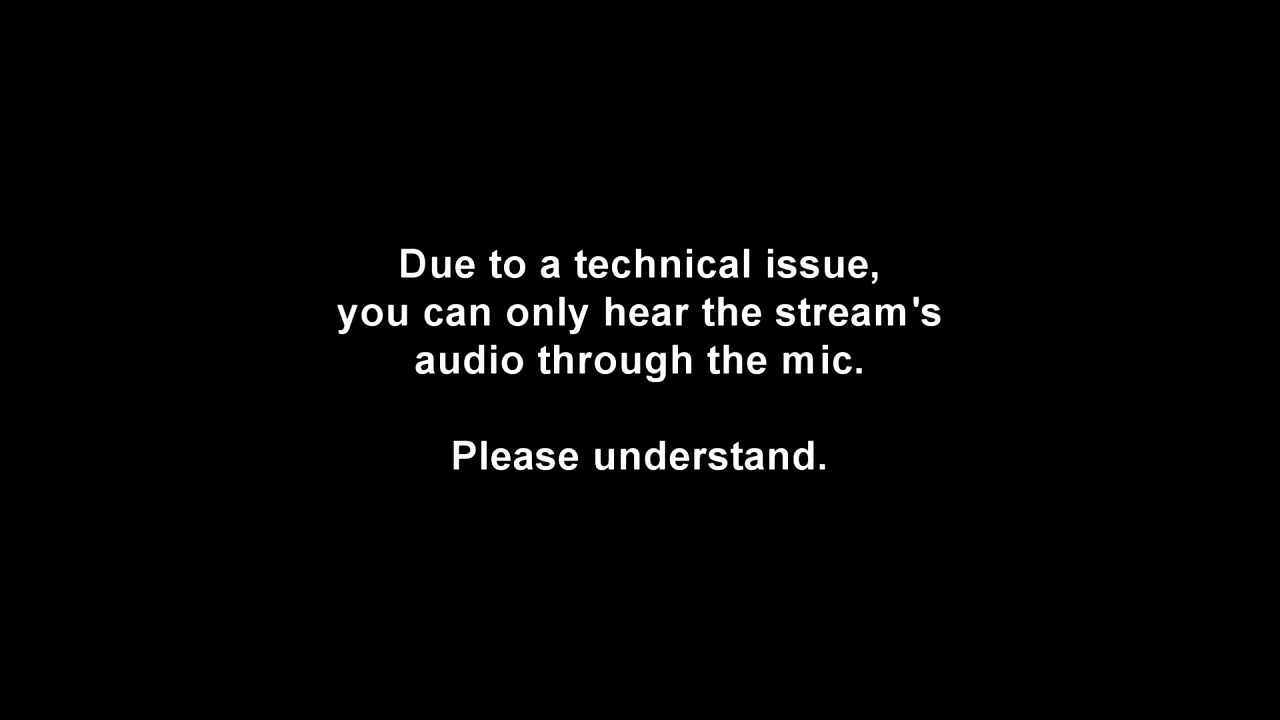 Due to a technical issue,
you can only hear the stream's
audio through the mic.
Please understand.